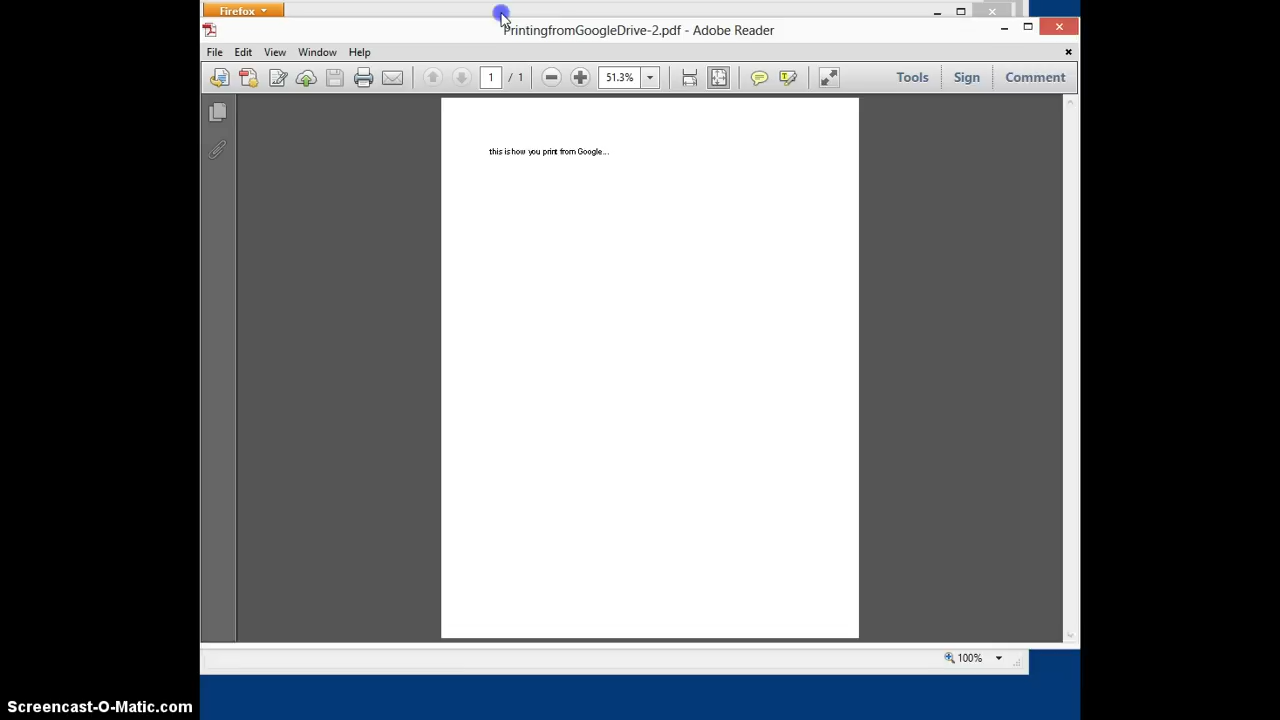 Firefox
PrintingfromGoogleDrive-2.pdf - Adobe Reader
File Edit View Window Help
1 / 1 51.3% Tools Sign Comment
this is how you print from Google...
100%
Screencast-O-Matic.com